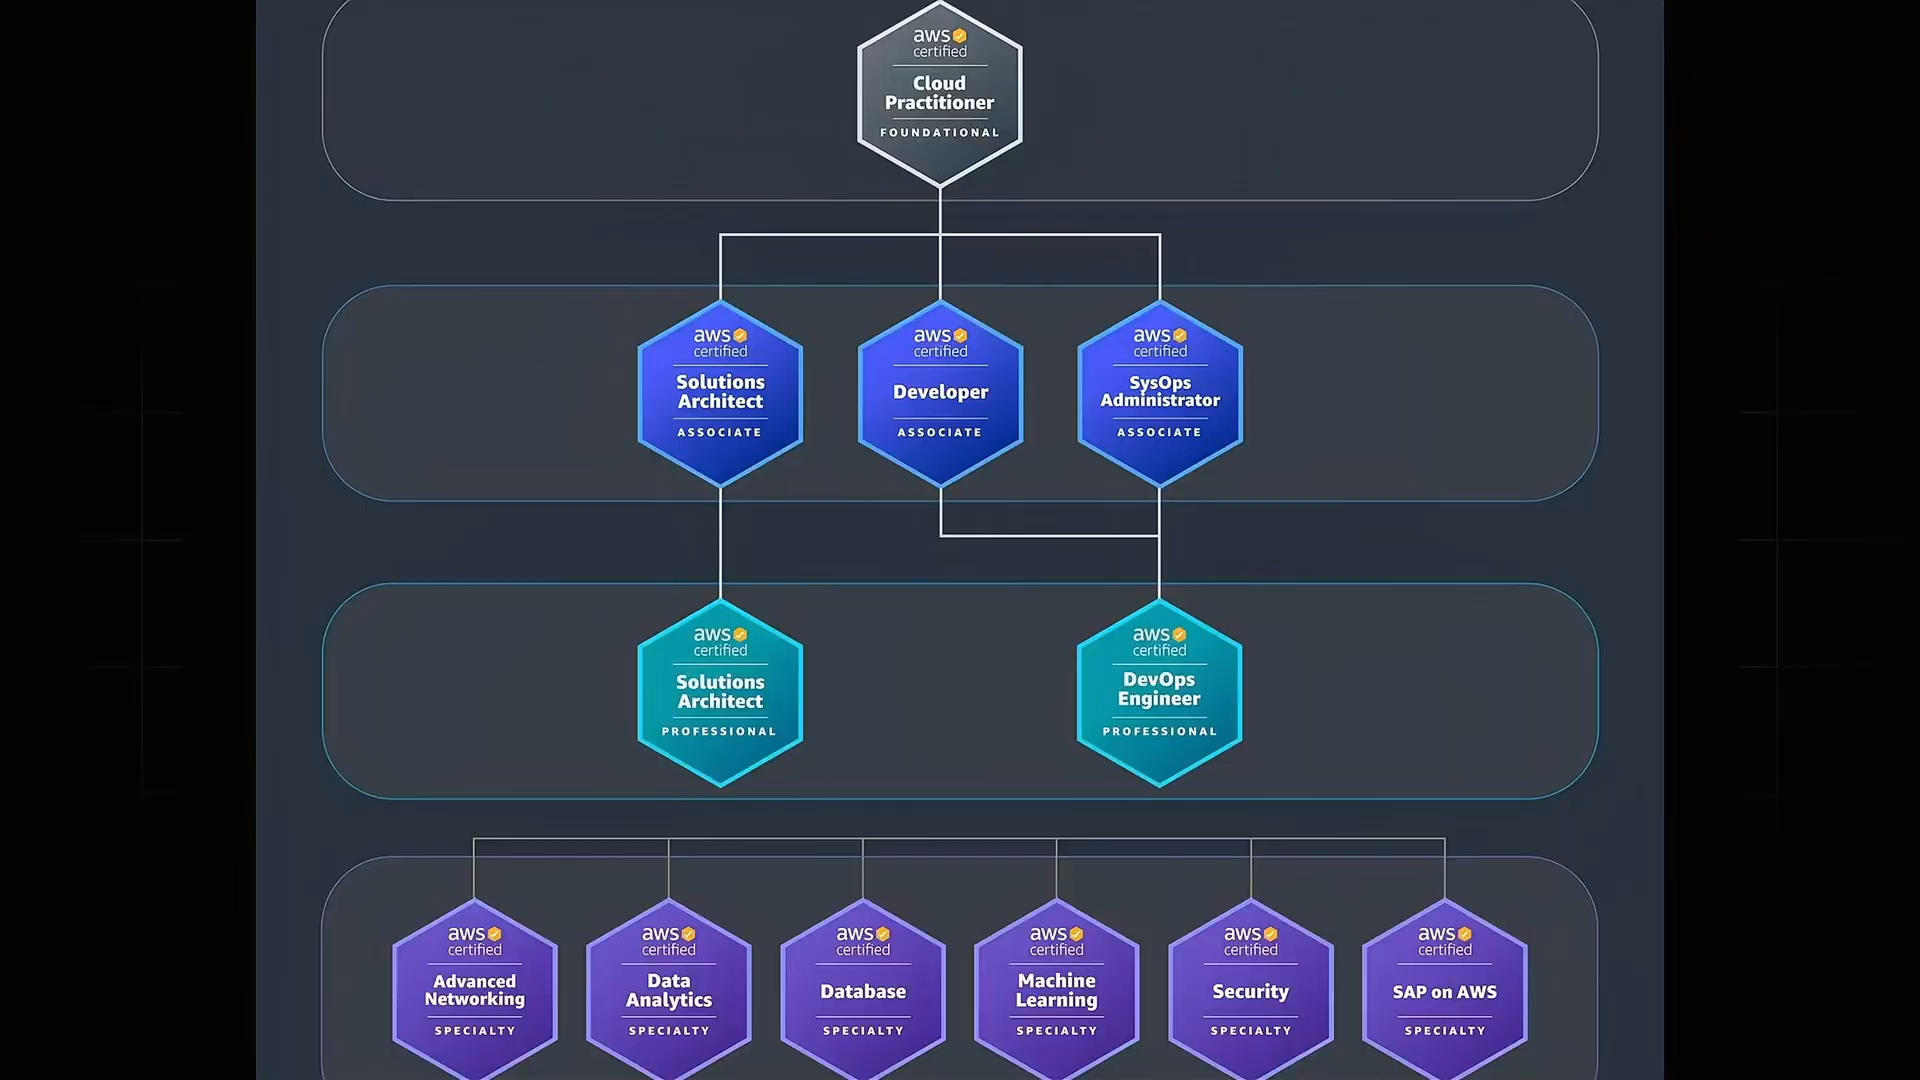 aws
certified
Cloud
Practitioner
FOUNDATIONAL
aws
certified
Solutions
Architect
ASSOCIATE
aws
certified
Developer
ASSOCIATE
aws
certified
SysOps
Administrator
ASSOCIATE
aws
certified
Solutions
Architect
PROFESSIONAL
aws
certified
DevOps
Engineer
PROFESSIONAL
aws
certified
Advanced
Networking
SPECIALTY
aws
certified
Data
Analytics
SPECIALTY
aws
certified
Database
SPECIALTY
aws
certified
Machine
Learning
SPECIALTY
aws
certified
Security
SPECIALTY
aws
certified
SAP on AWS
SPECIALTY